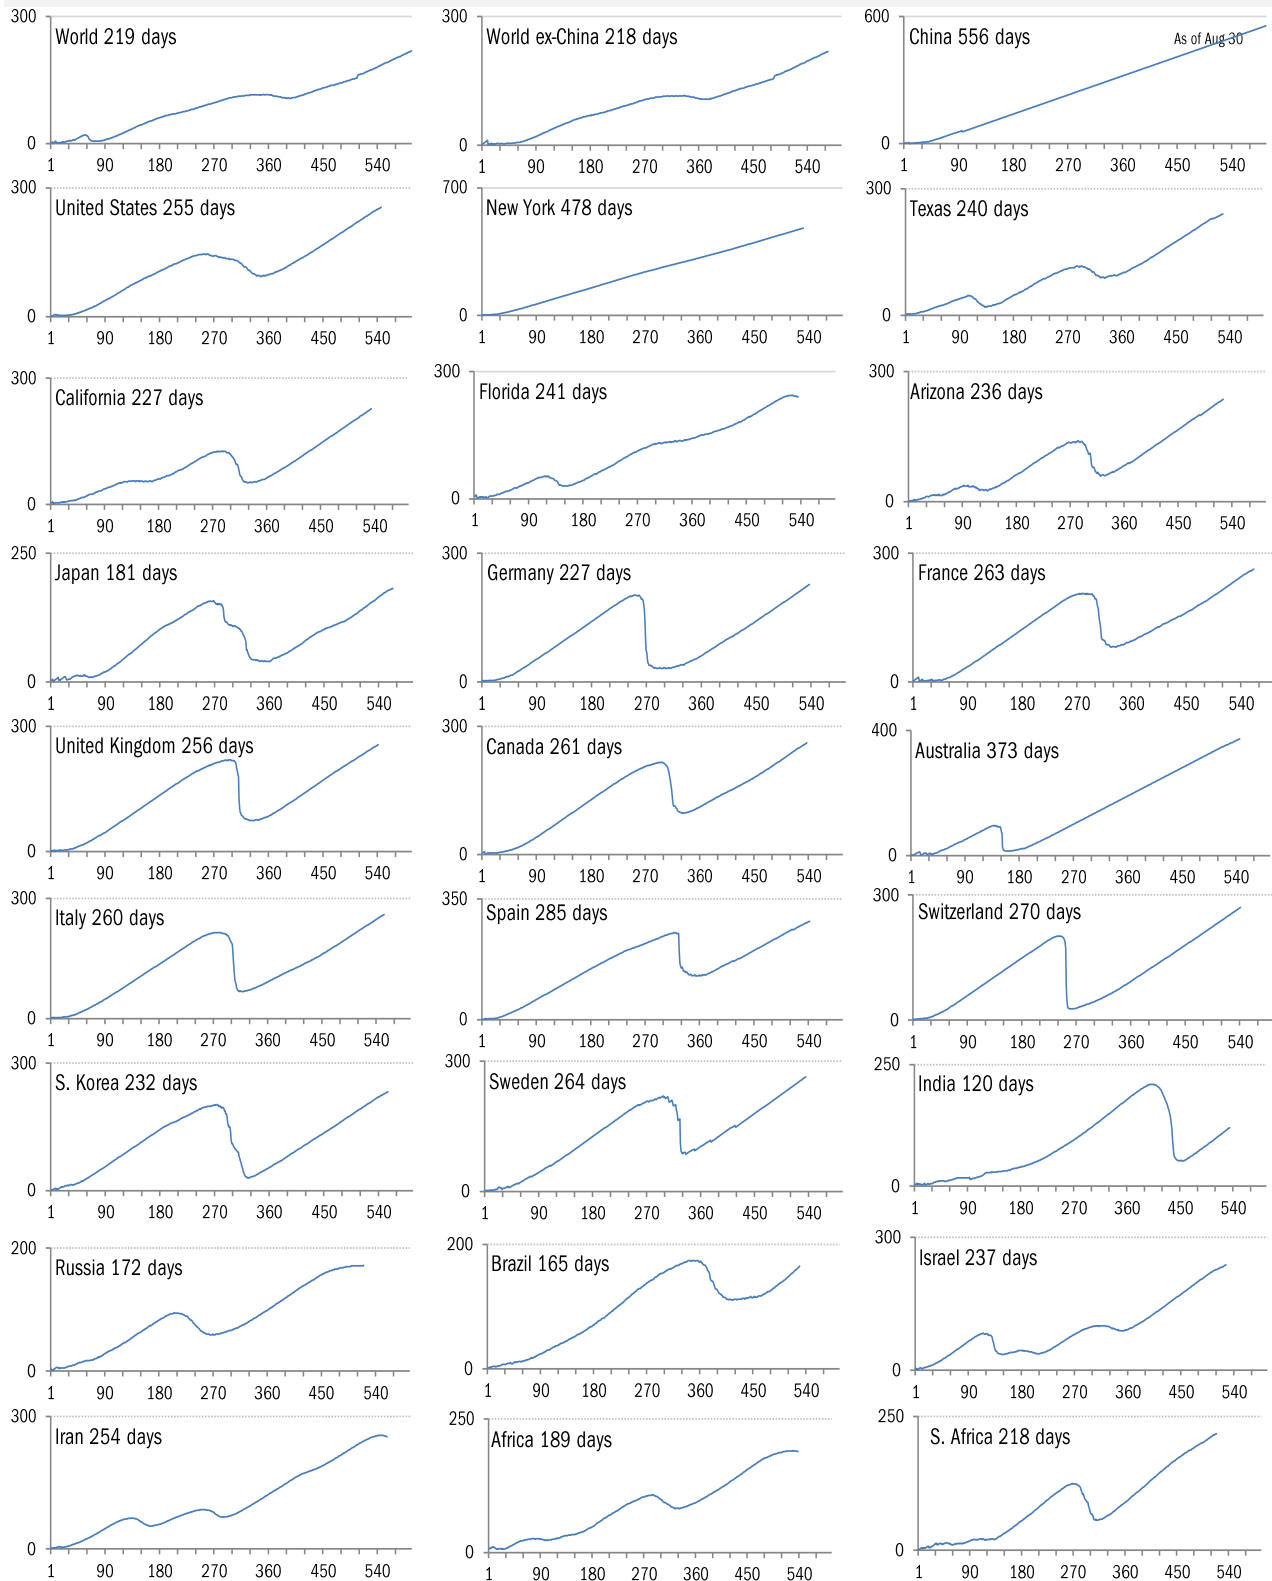 300 World 219 days
0
1 90 180 270 360 450 540
300 World ex-China 218 days
0
1 90 180 270 360 450 540
600 China 556 days As of Aug 30
0
1 90 180 270 360 450 540
300 United States 255 days
0
1 90 180 270 360 450 540
700 New York 478 days
0
1 90 180 270 360 450 540
300 Texas 240 days
0
1 90 180 270 360 450 540
300 California 227 days
0
1 90 180 270 360 450 540
300 Florida 241 days
0
1 90 180 270 360 450 540
300 Arizona 236 days
0
1 90 180 270 360 450 540
250 Japan 181 days
0
1 90 180 270 360 450 540
300 Germany 227 days
0
1 90 180 270 360 450 540
300 France 263 days
0
1 90 180 270 360 450 540
300 United Kingdom 256 days
0
1 90 180 270 360 450 540
300 Canada 261 days
0
1 90 180 270 360 450 540
400 Australia 373 days
0
1 90 180 270 360 450 540
300 Italy 260 days
0
1 90 180 270 360 450 540
350 Spain 285 days
0
1 90 180 270 360 450 540
300 Switzerland 270 days
0
1 90 180 270 360 450 540
300 S. Korea 232 days
0
1 90 180 270 360 450 540
300 Sweden 264 days
0
1 90 180 270 360 450 540
250 India 120 days
0
1 90 180 270 360 450 540
200 Russia 172 days
0
1 90 180 270 360 450 540
200 Brazil 165 days
0
1 90 180 270 360 450 540
300 Israel 237 days
0
1 90 180 270 360 450 540
300 Iran 254 days
0
1 90 180 270 360 450 540
250 Africa 189 days
0
1 90 180 270 360 450 540
250 S. Africa 218 days
0
1 90 180 270 360 450 540